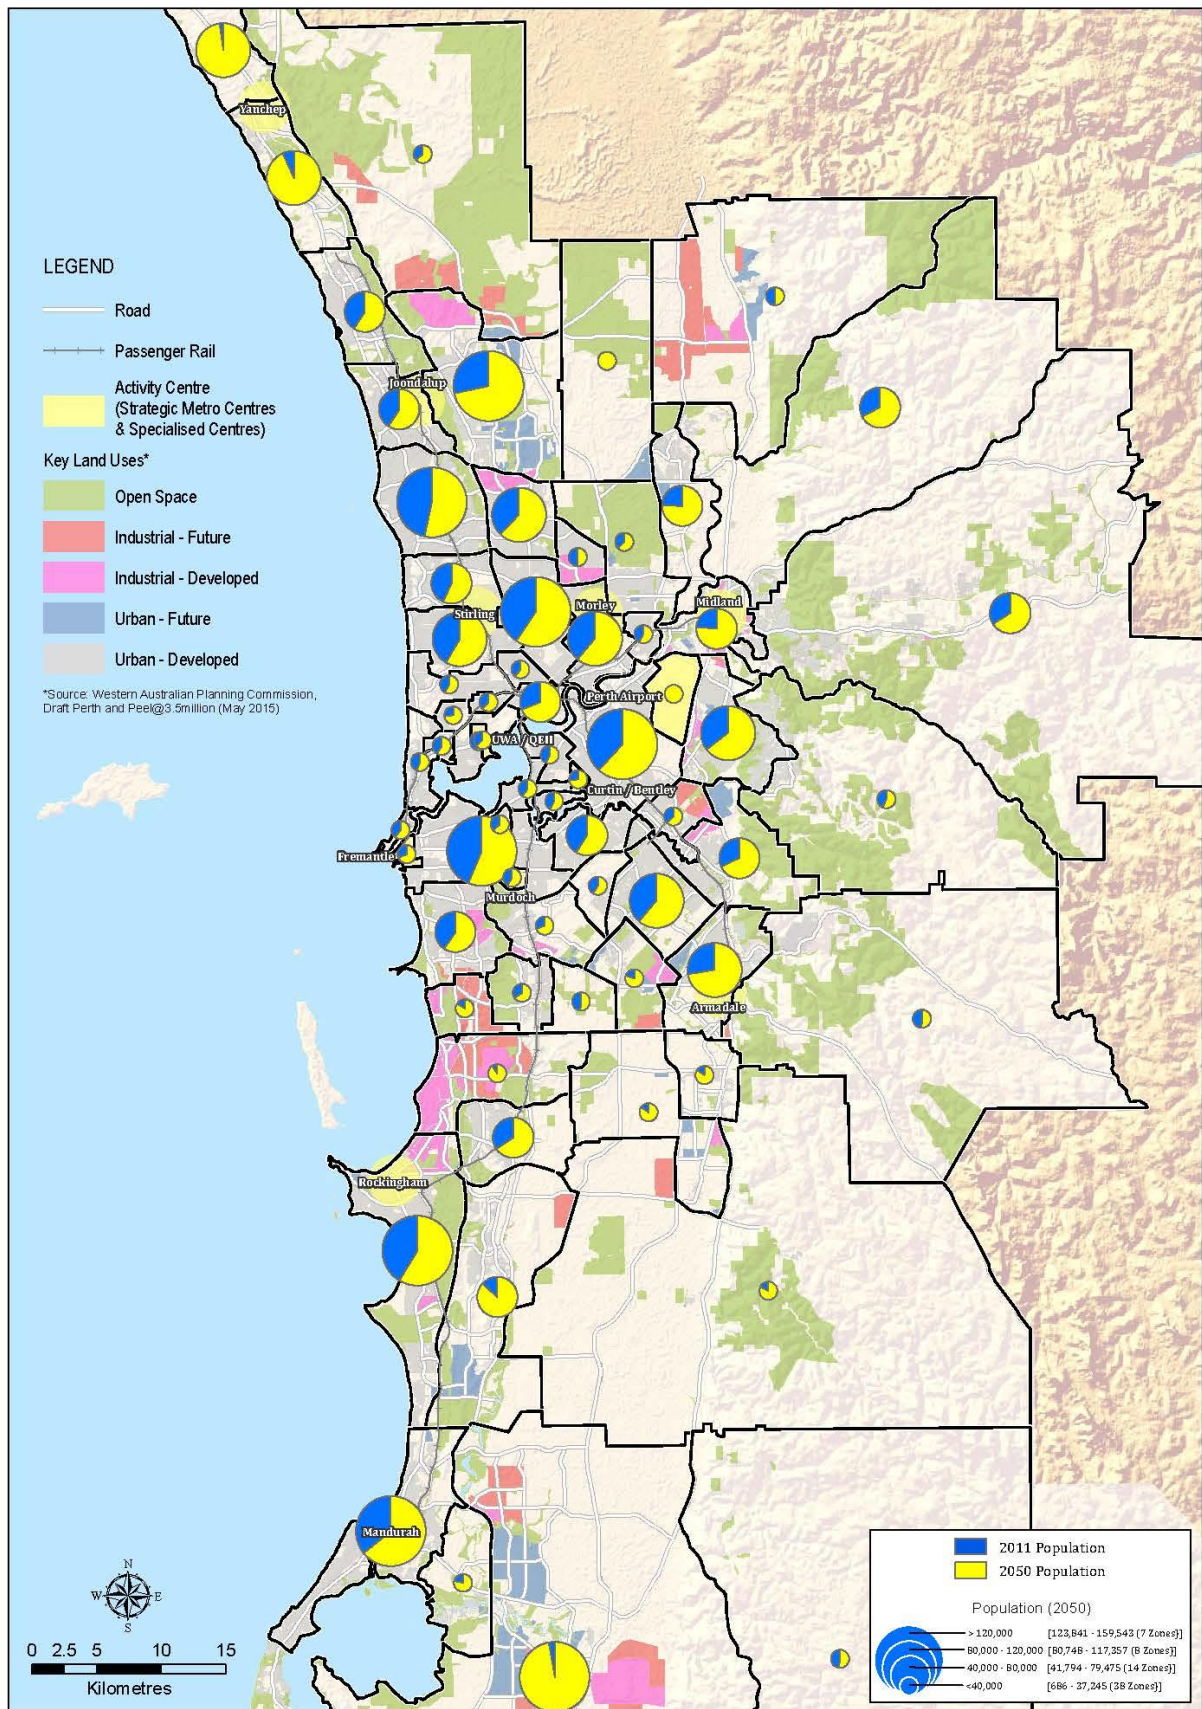 Yanchep
LEGEND
Road
Passenger Rail
Activity Centre
(Strategic Metro Centres
& Specialised Centres)
Key Land Uses*
Open Space
Industrial - Future
Industrial - Developed
Urban - Future
Urban - Developed
*Source: Western Australian Planning Commission,
Draft Perth and Peel@3.5million (May 2015)
Joondalup
Stirling
Morley
Midland
Perth Airport
UWA / QEII
Curtin / Bentley
Fremantle
Murdoch
Armadale
Rockingham
Mandurah
N
W E
S
0 2.5 5 10 15
Kilometres
2011 Population
2050 Population
Population (2050)
> 120,000 [123,841 - 159,543 (7 Zones)]
80,000 - 120,000 [80,748 - 117,357 (8 Zones)]
40,000 - 80,000 [41,794 - 79,475 (14 Zones)]
<40,000 [686 - 37,245 (38 Zones)]